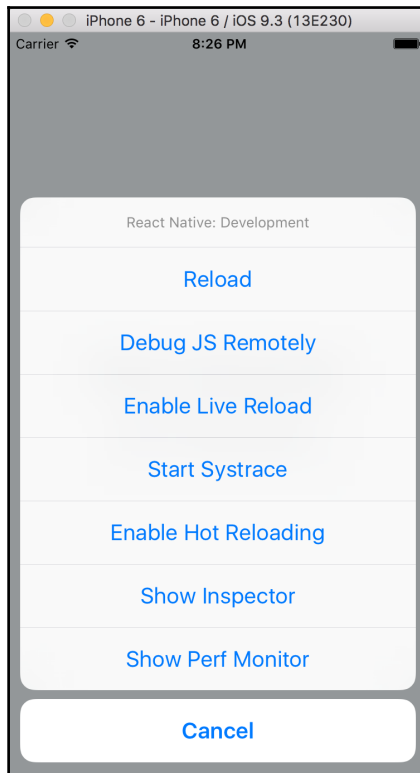 iPhone 6 - iPhone 6 / iOS 9.3 (13E230)
Carrier 8:26 PM
React Native: Development
Reload
Debug JS Remotely
Enable Live Reload
Start Systrace
Enable Hot Reloading
Show Inspector
Show Perf Monitor
Cancel